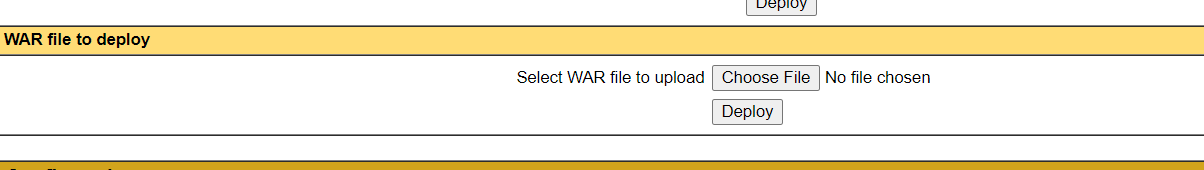 Deploy
WAR file to deploy
Select WAR file to upload Choose File No file chosen
Deploy